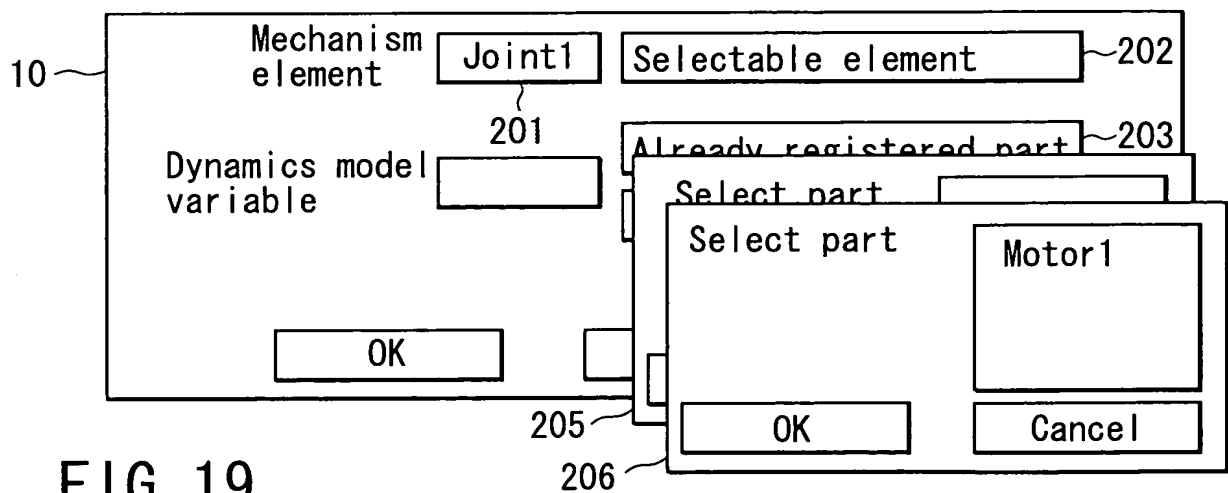 Mechanism element
Joint1
Selectable element
202
10
201
203
Already registered part
Dynamics model variable
Select part
Select part
Motor1
OK
205
OK
Cancel
206
FIG. 19